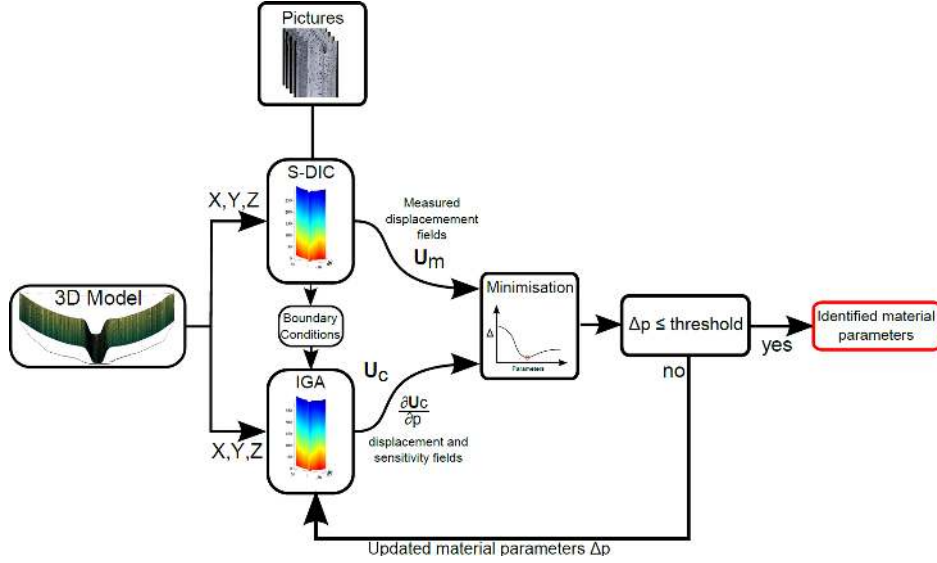 Pictures
S-DIC
X,Y,Z
Measured
displacemement
fields
Um
3D Model
Boundary
Conditions
Minimisation
Δ
Parameters
Δp ≤ threshold
yes
no
Identified material
parameters
IGA
Uc
∂Uc
∂p
displacement and
sensitivity fields
X,Y,Z
Updated material parameters Δp